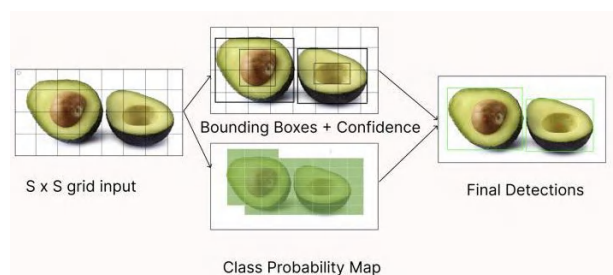 Bounding Boxes + Confidence
S x S grid input
Final Detections
Class Probability Map